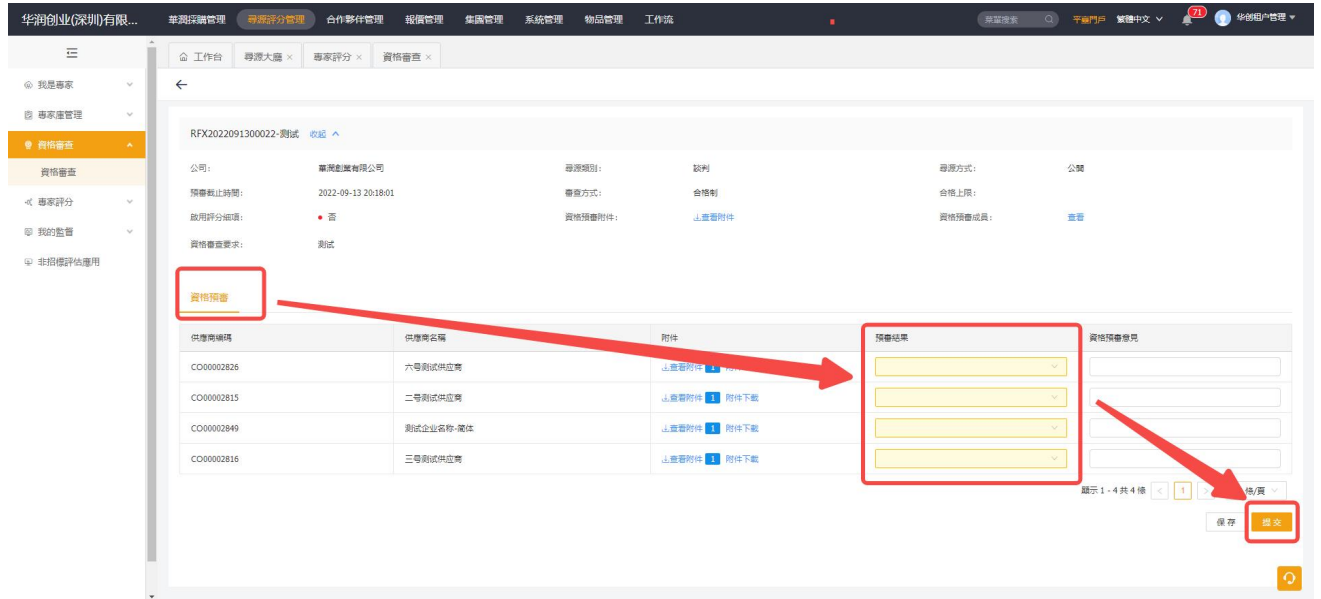 华润创业(深圳)有限... 華潤採購管理 尋源評分管理 合作夥伴管理 報價管理 集團管理 系統管理 物品管理 工作流 菜單搜索 平臺門戶 繁體中文 71 华创租户管理
工作台 尋源大廳 × 專家評分 × 資格審查 ×
我是專家
專家庫管理
資格審查
資格審查
專家評分
我的監督
非招標評估應用
RFX2022091300022-测试 收起
公司: 華潤創業有限公司 尋源類別: 談判 尋源方式: 公開
預審截止時間: 2022-09-13 20:18:01 審查方式: 合格制 合格上限:
啟用評分細項: 否 資格預審附件: 查看附件 資格預審成員: 查看
資格審查要求: 测试
資格預審
供應商編碼 供應商名稱 附件 預審結果 資格預審意見
CO00002826 六号测试供应商 查看附件 1
CO00002815 二号测试供应商 查看附件 1 附件下載
CO00002849 测试企业名称-简体 查看附件 1 附件下載
CO00002816 三号测试供应商 查看附件 1 附件下載
顯示 1 - 4 共 4 條 < 1 > 條/頁
保存 提交